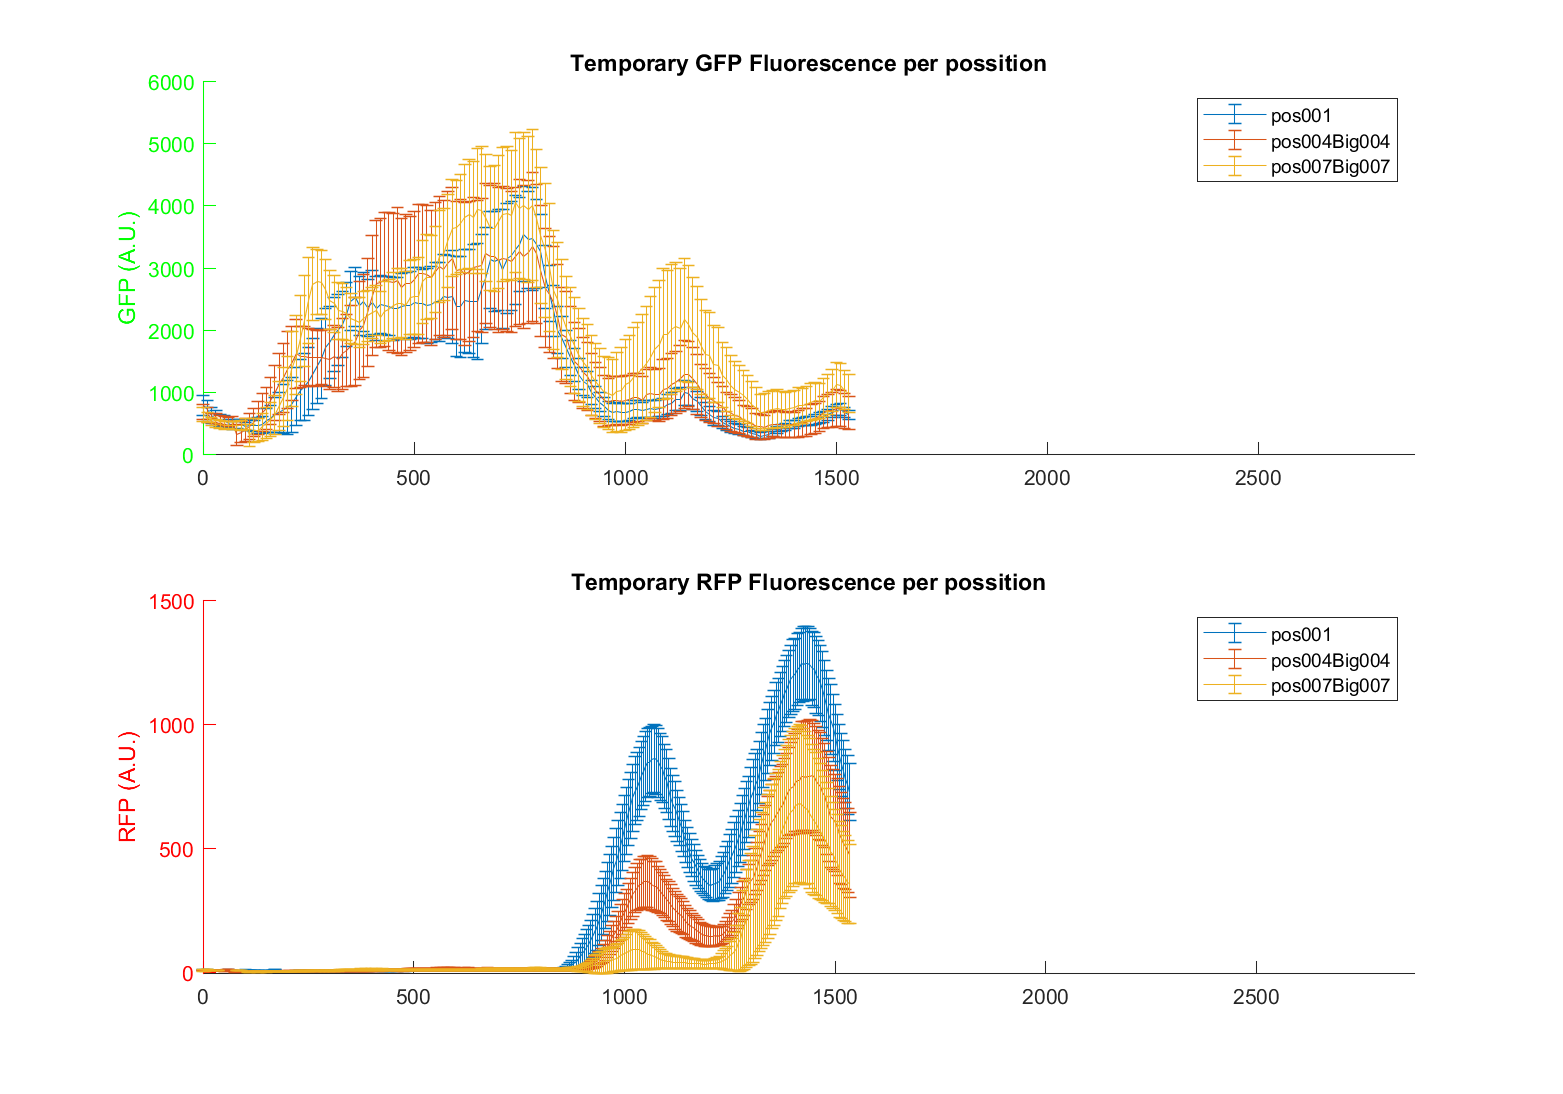 Temporary GFP Fluorescence per possition
6000
5000
4000
3000
2000
1000
0
GFP (A.U.)
0 500 1000 1500 2000 2500
pos001
pos004Big004
pos007Big007
Temporary RFP Fluorescence per possition
1500
1000
500
0
RFP (A.U.)
0 500 1000 1500 2000 2500
pos001
pos004Big004
pos007Big007